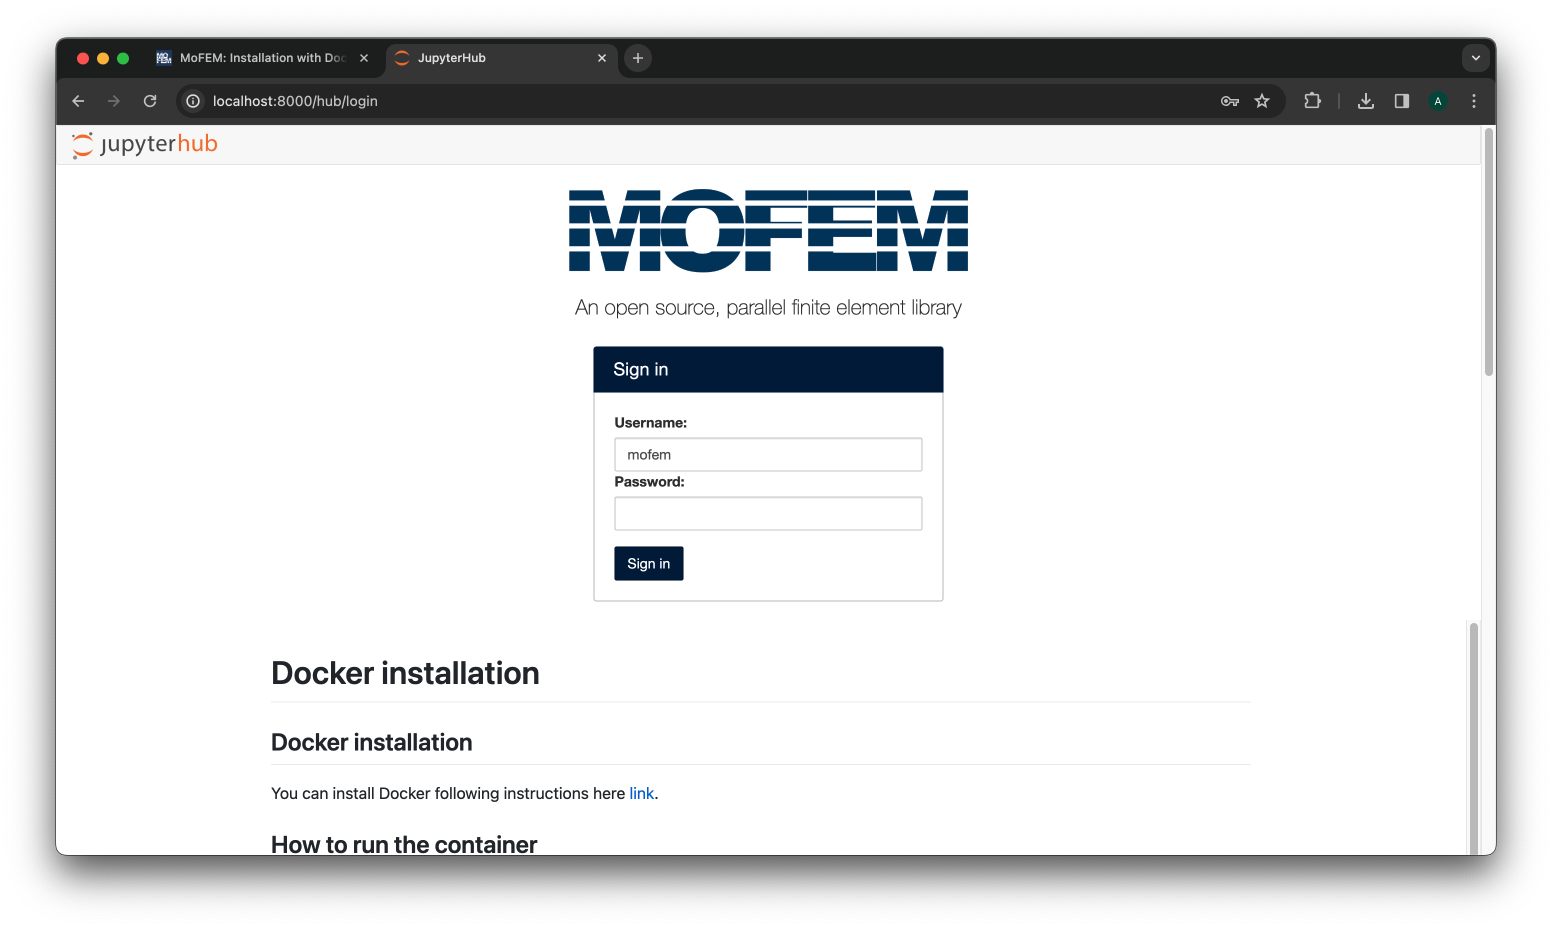 MoFEM: Installation with Doc
JupyterHub
localhost:8000/hub/login
A
jupyterhub
MOFEM
An open source, parallel finite element library
Sign in
Username:
mofem
Password:
Sign in
Docker installation
Docker installation
You can install Docker following instructions here link.
How to run the container